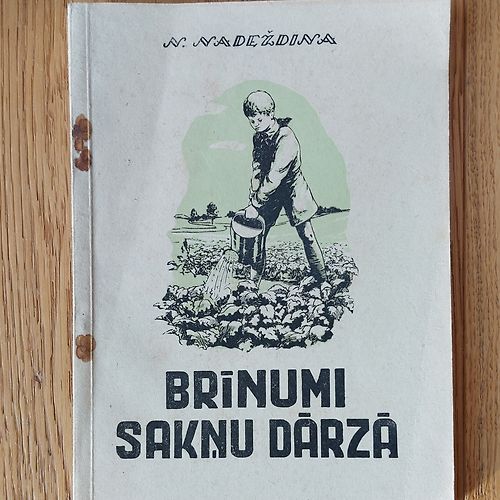 N. NADEŽDINA
BRĪNUMI
SAKŅU DĀRZĀ